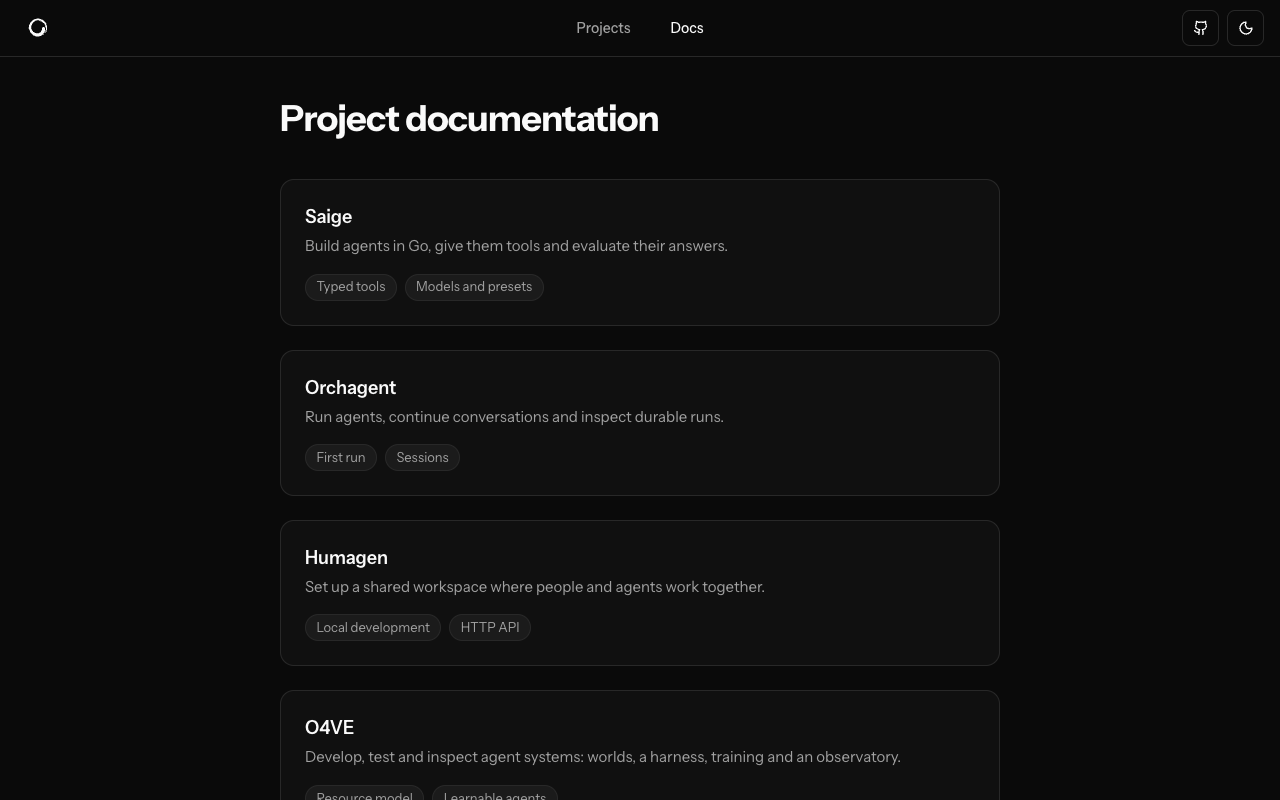 Projects
Docs
Project documentation
Saige
Build agents in Go, give them tools and evaluate their answers.
Typed tools
Models and presets
Orchagent
Run agents, continue conversations and inspect durable runs.
First run
Sessions
Humagen
Set up a shared workspace where people and agents work together.
Local development
HTTP API
O4VE
Develop, test and inspect agent systems: worlds, a harness, training and an observatory.
Resource model
Learnable agents